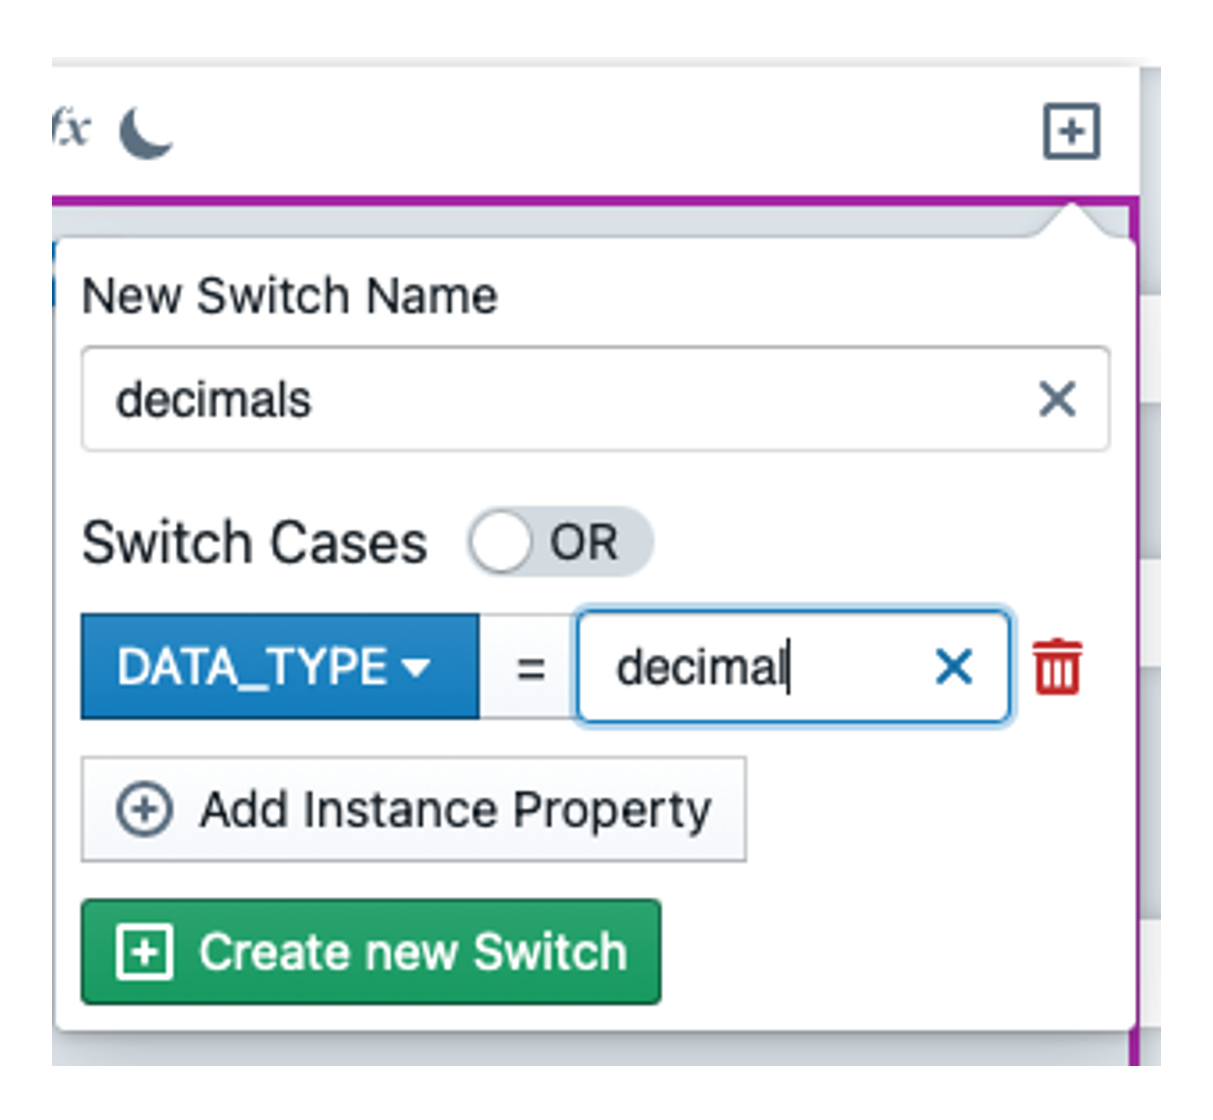 fx
New Switch Name
decimals
Switch Cases OR
DATA_TYPE = decimal
Add Instance Property
Create new Switch